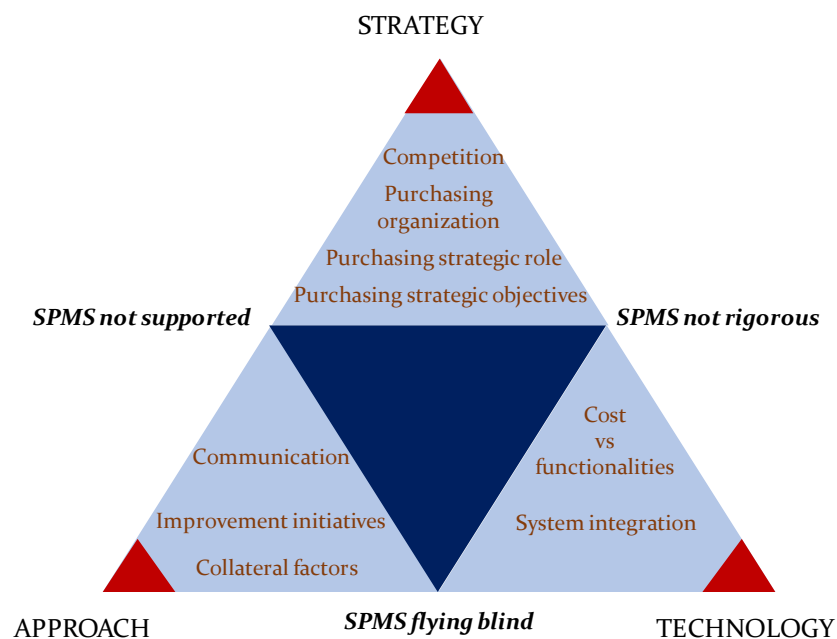 STRATEGY
Competition
Purchasing
organization
Purchasing strategic role
Purchasing strategic objectives
SPMS not supported
SPMS not rigorous
Cost
vs
functionalities
Communication
Improvement initiatives
System integration
Collateral factors
APPROACH
SPMS flying blind
TECHNOLOGY